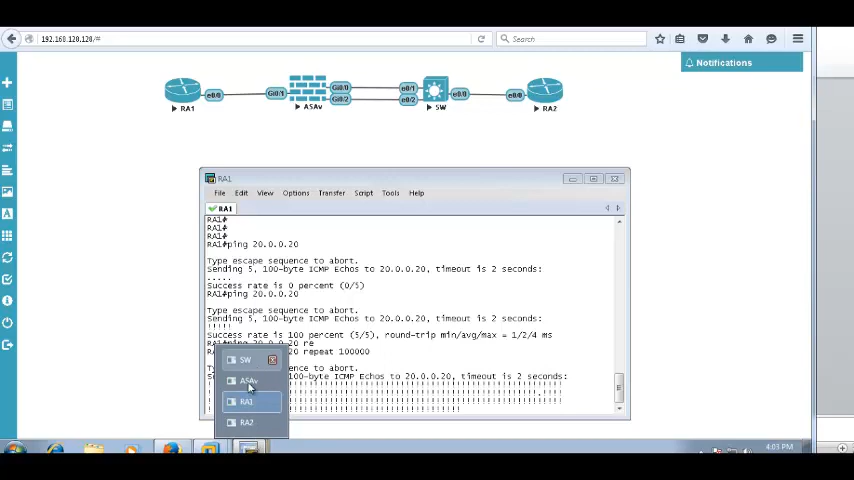 192.168.128.128/#
Search
Notifications
RA1
e0/0
Gi0/1
ASAv
Gi0/0
Gi0/2
e0/1
e0/2
SW
e0/0
e0/0
RA2
RA1
File Edit View Options Transfer Script Tools Help
RA1
RA1#
RA1#
RA1#
RA1#ping 20.0.0.20
Type escape sequence to abort.
Sending 5, 100-byte ICMP Echos to 20.0.0.20, timeout is 2 seconds:
.....
Success rate is 0 percent (0/5)
RA1#ping 20.0.0.20
Type escape sequence to abort.
Sending 5, 100-byte ICMP Echos to 20.0.0.20, timeout is 2 seconds:
!!!!!
Success rate is 100 percent (5/5), round-trip min/avg/max = 1/2/4 ms
20.0.0.20 re
20 repeat 100000
sequence to abort.
100-byte ICMP Echos to 20.0.0.20, timeout is 2 seconds:
SW
ASAv
RA1
RA2
4:03 PM